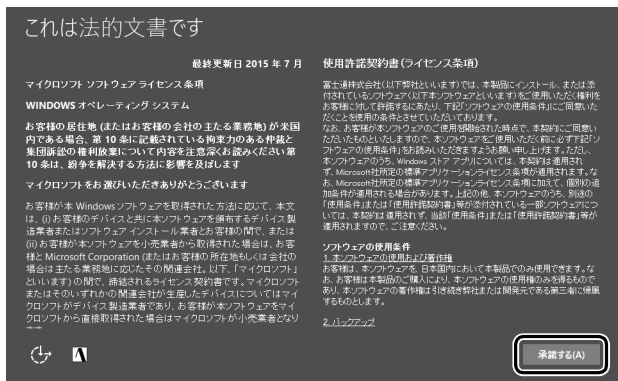 これは法的文書です
最終更新日 2015 年 7 月
マイクロソフト ソフトウェア ライセンス 条項
WINDOWS オペレーティング システム
お客様の居住地 (またはお客様の会社の主たる業務地) が米国
内である場合、第 10 条に記載されている拘束力のある仲裁と
集団訴訟の権利放棄について内容を注意深くお読みください第
10 条は、紛争を解決する方法に影響を及ぼします
マイクロソフトをお選びいただきありがとうございます
お客様が本 Windows ソフトウェアを取得された方法に応じて、本文
は、(i) お客様のデバイスと共に本ソフトウェアを頒布するデバイス製
造業者またはソフトウェア インストール業者とお客様の間で、または
(ii) お客様が本ソフトウェアを小売業者から取得された場合は、お客
様と Microsoft Corporation (またはお客様の所在地もしくは会社の
場合は主たる業務地に応じたその関連会社。以下、「マイクロソフト」
といいます) の間で、締結されるライセンス契約書です。マイクロソフト
またはそのいずれかの関連会社が生産したデバイスについてはマイ
クロソフトがデバイス製造業者であり、お客様が本ソフトウェアをマイ
クロソフトから直接取得された場合はマイクロソフトが小売業者となり
使用許諾契約書(ライセンス条項)
富士通株式会社(以下弊社といいます)では、本製品にインストール、または添
付されているソフトウェア(以下本ソフトウェアといいます)をご使用いただく権利を
お客様に対して許諾するにあたり、下記「ソフトウェアの使用条件」にご同意いた
だくことを使用の条件とさせていただいております。
なお、お客様が本ソフトウェアのご使用を開始された時点で、本契約にご同意い
ただいたものといたしますので、本ソフトウェアをご使用いただく前に必ず下記「ソ
フトウェアの使用条件」をお読みいただきますようお願い申し上げます。ただし、
本ソフトウェアのうち、Windows ストア アプリについては、本契約は適用され
ず、Microsoft社所定の標準アプリケーションライセンス条項が適用されます。な
お、Microsoft社所定の標準アプリケーションライセンス条項に加えて、個別の追
加条件が適用される場合があります。上記の他、本ソフトウェアのうち、別途の
「使用条件」または「使用許諾契約書」等が添付されている一部ソフトウェアにつ
いては、本契約は適用されず、当該「使用条件」または「使用許諾契約書」等が
適用されますので、ご注意ください。
ソフトウェアの使用条件
1. 本ソフトウェアの使用および著作権
お客様は、本ソフトウェアを、日本国内において本製品でのみ使用できます。な
お、お客様は本製品のご購入により、本ソフトウェアの使用権のみを得るもので
あり、本ソフトウェアの著作権は引き続き弊社または開発元である第三者に帰属
するものとします。
2. バックアップ
承諾する(A)